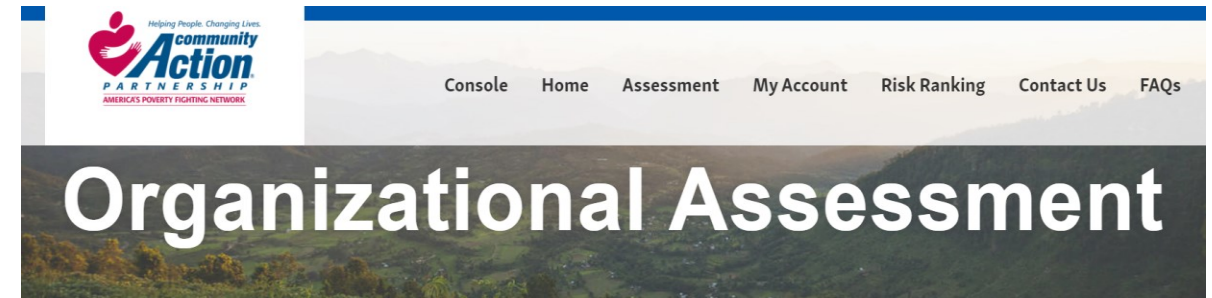 Helping People. Changing Lives.
community
Action
PARTNERSHIP
AMERICA'S POVERTY FIGHTING NETWORK
Console Home Assessment My Account Risk Ranking Contact Us FAQs
Organizational Assessment